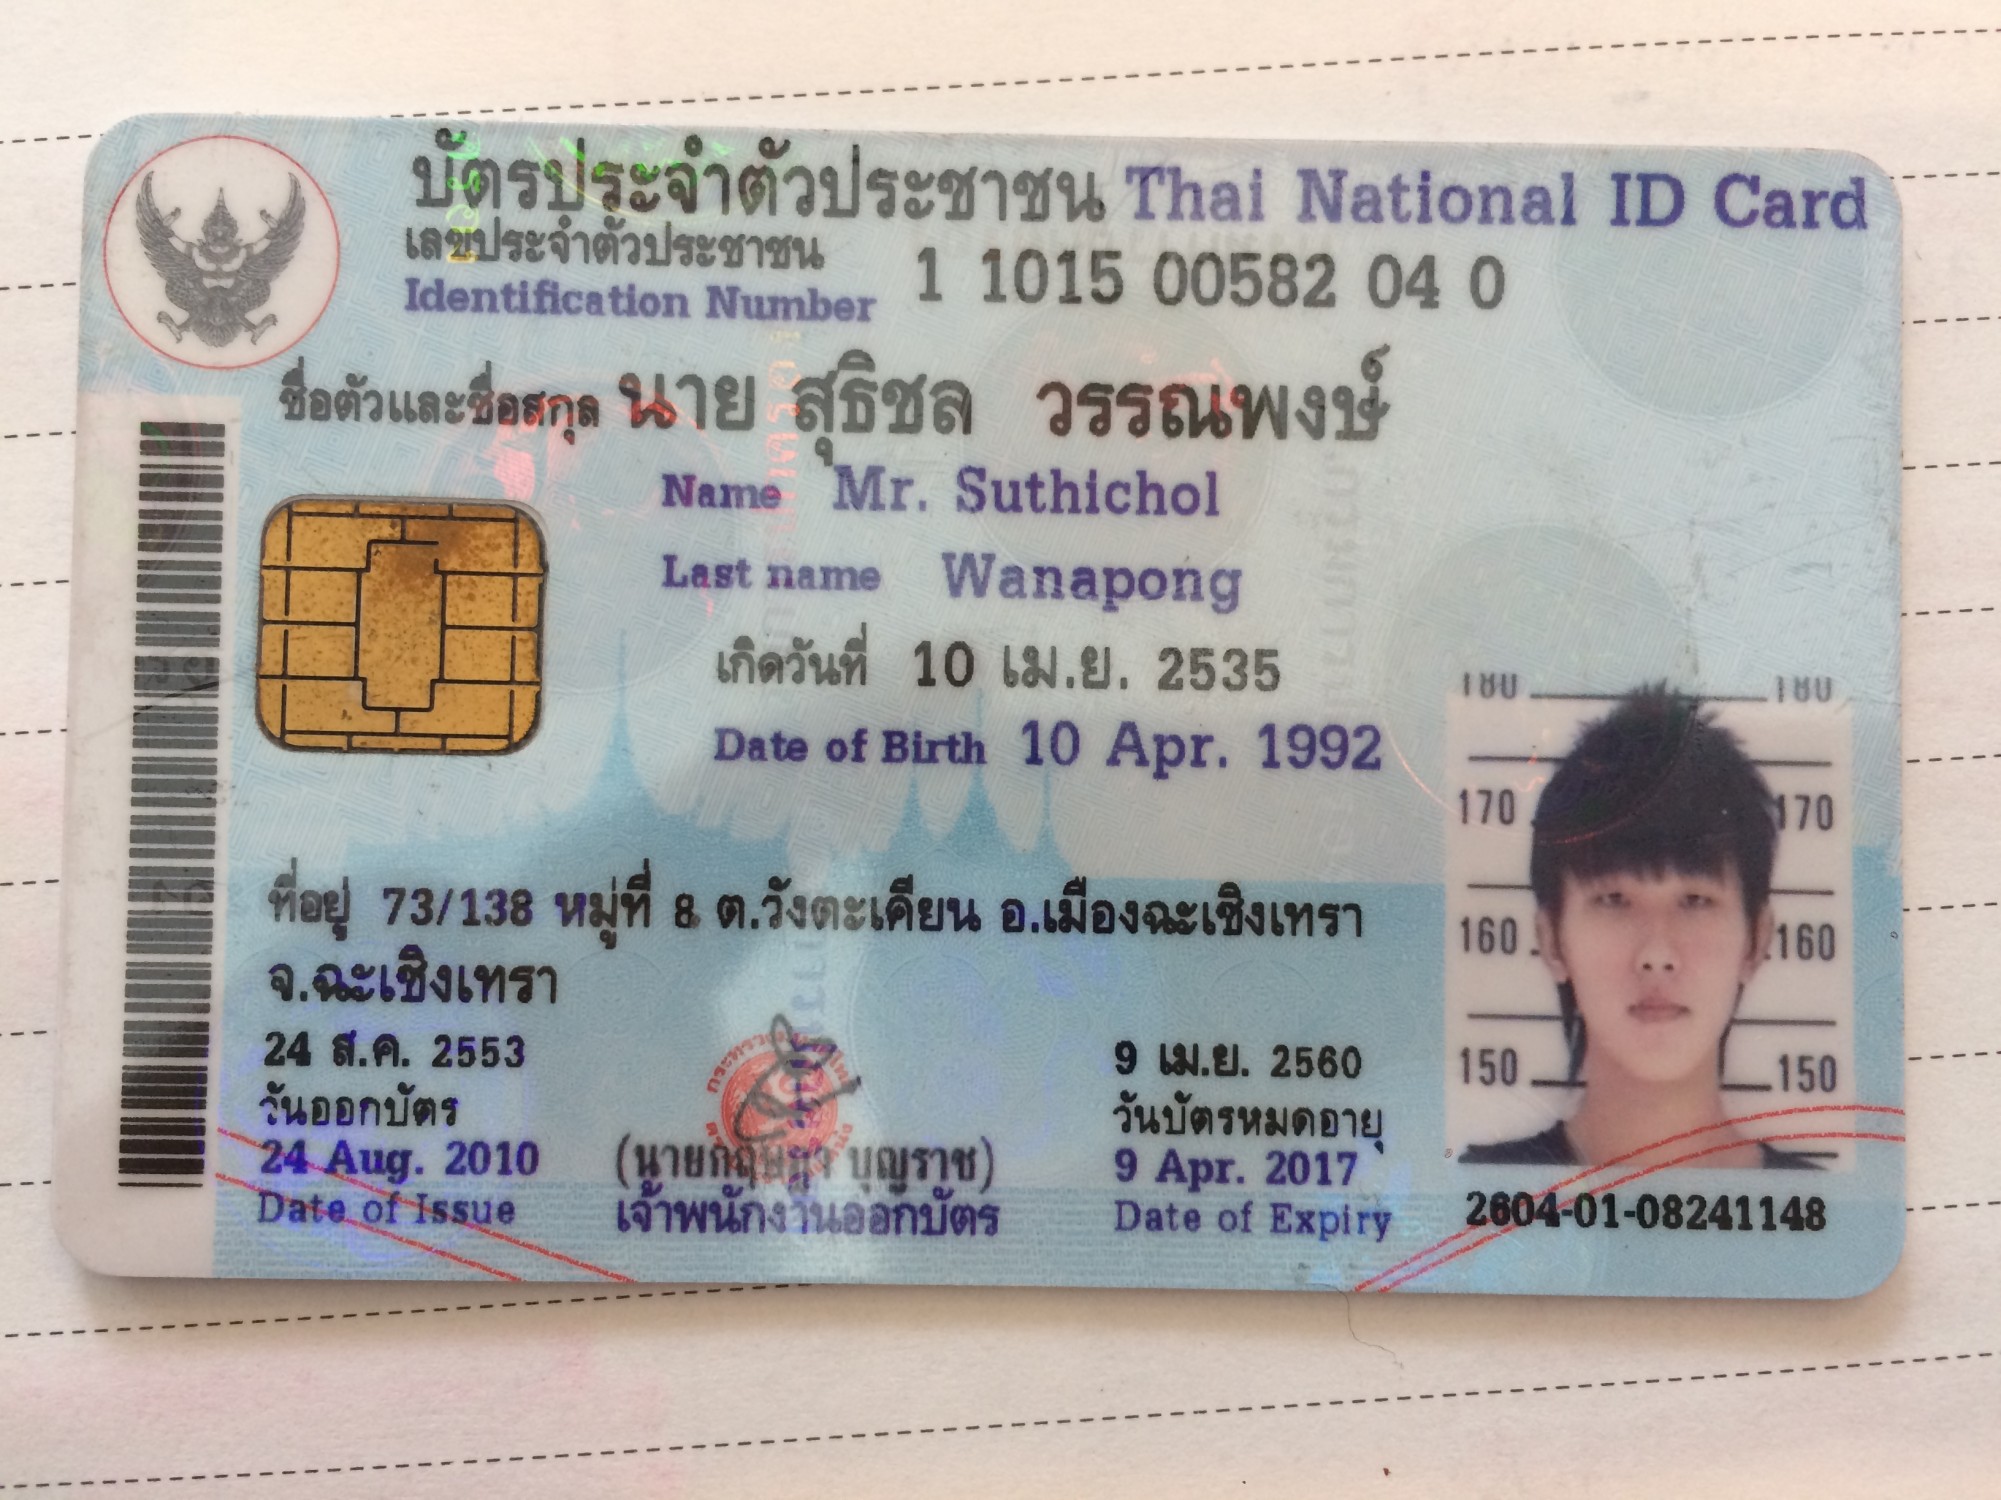 บัตรประจำตัวประชาชน Thai National ID Card
เลขประจำตัวประชาชน
Identification Number 1 1015 00582 04 0
ชื่อตัวและชื่อสกุล นาย สุธิชล วรรณพงษ์
Name Mr. Suthichol
Last name Wanapong
เกิดวันที่ 10 เม.ย. 2535
Date of Birth 10 Apr. 1992
ที่อยู่ 73/138 หมู่ที่ 8 ต.วังตะเคียน อ.เมืองฉะเชิงเทรา
จ.ฉะเชิงเทรา
24 ส.ค. 2553
วันออกบัตร
24 Aug. 2010
Date of Issue
บุญราช)
เจ้าพนักงานออกบัตร
9 เม.ย. 2560
วันบัตรหมดอายุ
9 Apr. 2017
Date of Expiry
180 180
170 170
160 160
150 150
2604-01-08241148